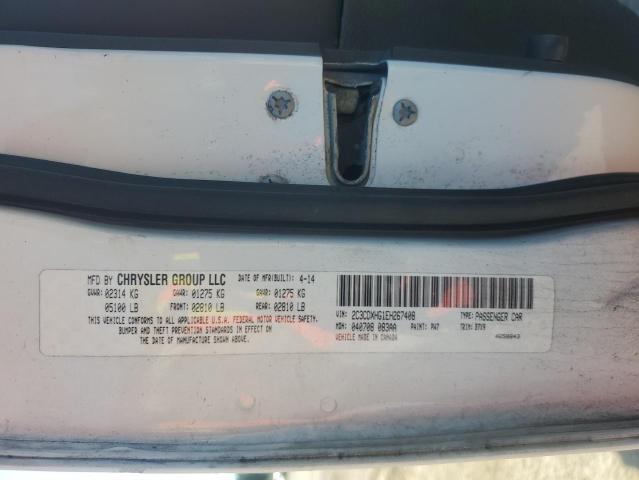 MFD BY CHRYSLER GROUP LLC DATE OF MFR(BUILT): 4-14
GVWR: 02314 KG GAWR: 01275 KG GAWR: 01275 KG
05100 LB FRONT: 02810 LB REAR: 02810 LB
THIS VEHICLE CONFORMS TO ALL APPLICABLE U.S.A. FEDERAL MOTOR VEHICLE SAFETY,
BUMPER AND THEFT PREVENTION STANDARDS IN EFFECT ON
THE DATE OF MANUFACTURE SHOWN ABOVE.
VIN: 2C3CDXHG1EH267408 TYPE: PASSENGER CAR
MDH: 040708 083AA PAINT: PW7 TRIM: B7X9
VEHICLE MADE IN CANADA